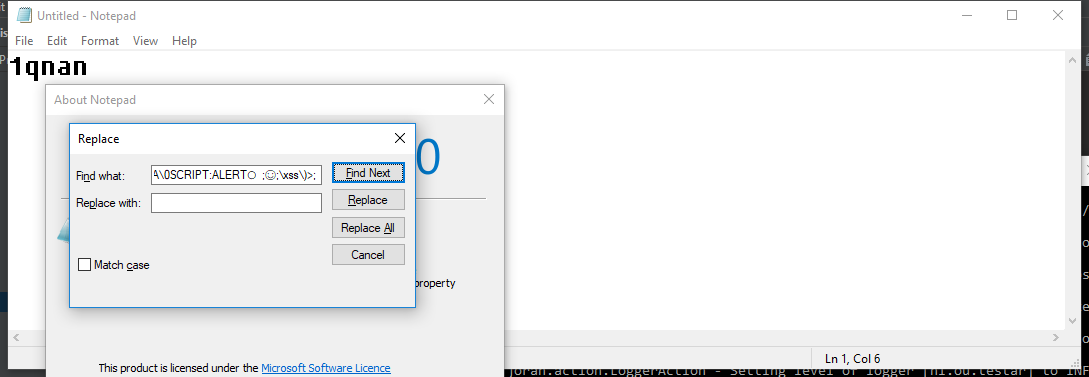 Untitled - Notepad
File Edit Format View Help
1qnan
About Notepad
Replace
0
Find what: A\0SCRIPT:ALERT○ ;☺;\xss\)>; Find Next
Replace with: Replace
Replace All
Cancel
Match case
property
This product is licensed under the Microsoft Software Licence
Ln 1, Col 6
joran.action.LoggerAction - Setting level of logger [nl.ou.testar] to INF